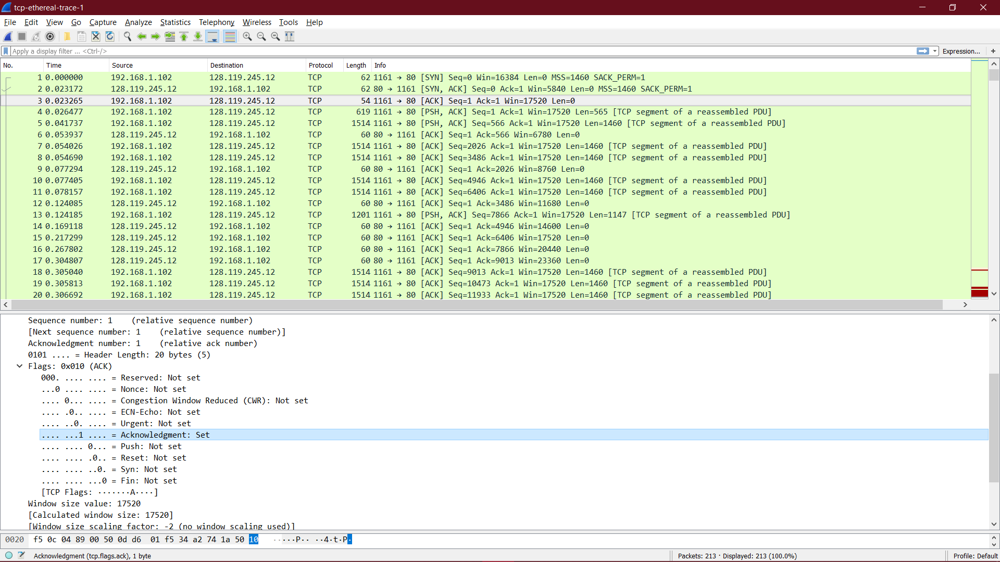 tcp-ethereal-trace-1
File Edit View Go Capture Analyze Statistics Telephony Wireless Tools Help
Apply a display filter ... <Ctrl-/> Expression... +
No. Time Source Destination Protocol Length Info
1 0.000000 192.168.1.102 128.119.245.12 TCP 62 1161 → 80 [SYN] Seq=0 Win=16384 Len=0 MSS=1460 SACK_PERM=1
2 0.023172 128.119.245.12 192.168.1.102 TCP 62 80 → 1161 [SYN, ACK] Seq=0 Ack=1 Win=5840 Len=0 MSS=1460 SACK_PERM=1
3 0.023265 192.168.1.102 128.119.245.12 TCP 54 1161 → 80 [ACK] Seq=1 Ack=1 Win=17520 Len=0
4 0.026477 192.168.1.102 128.119.245.12 TCP 619 1161 → 80 [PSH, ACK] Seq=1 Ack=1 Win=17520 Len=565 [TCP segment of a reassembled PDU]
5 0.041737 192.168.1.102 128.119.245.12 TCP 1514 1161 → 80 [PSH, ACK] Seq=566 Ack=1 Win=17520 Len=1460 [TCP segment of a reassembled PDU]
6 0.053937 128.119.245.12 192.168.1.102 TCP 60 80 → 1161 [ACK] Seq=1 Ack=566 Win=6780 Len=0
7 0.054026 192.168.1.102 128.119.245.12 TCP 1514 1161 → 80 [ACK] Seq=2026 Ack=1 Win=17520 Len=1460 [TCP segment of a reassembled PDU]
8 0.054690 192.168.1.102 128.119.245.12 TCP 1514 1161 → 80 [ACK] Seq=3486 Ack=1 Win=17520 Len=1460 [TCP segment of a reassembled PDU]
9 0.077294 128.119.245.12 192.168.1.102 TCP 60 80 → 1161 [ACK] Seq=1 Ack=2026 Win=8760 Len=0
10 0.077405 192.168.1.102 128.119.245.12 TCP 1514 1161 → 80 [ACK] Seq=4946 Ack=1 Win=17520 Len=1460 [TCP segment of a reassembled PDU]
11 0.078157 192.168.1.102 128.119.245.12 TCP 1514 1161 → 80 [ACK] Seq=6406 Ack=1 Win=17520 Len=1460 [TCP segment of a reassembled PDU]
12 0.124085 128.119.245.12 192.168.1.102 TCP 60 80 → 1161 [ACK] Seq=1 Ack=3486 Win=11680 Len=0
13 0.124185 192.168.1.102 128.119.245.12 TCP 1201 1161 → 80 [PSH, ACK] Seq=7866 Ack=1 Win=17520 Len=1147 [TCP segment of a reassembled PDU]
14 0.169118 128.119.245.12 192.168.1.102 TCP 60 80 → 1161 [ACK] Seq=1 Ack=4946 Win=14600 Len=0
15 0.217299 128.119.245.12 192.168.1.102 TCP 60 80 → 1161 [ACK] Seq=1 Ack=6406 Win=17520 Len=0
16 0.267802 128.119.245.12 192.168.1.102 TCP 60 80 → 1161 [ACK] Seq=1 Ack=7866 Win=20440 Len=0
17 0.304807 128.119.245.12 192.168.1.102 TCP 60 80 → 1161 [ACK] Seq=1 Ack=9013 Win=23360 Len=0
18 0.305040 192.168.1.102 128.119.245.12 TCP 1514 1161 → 80 [ACK] Seq=9013 Ack=1 Win=17520 Len=1460 [TCP segment of a reassembled PDU]
19 0.305813 192.168.1.102 128.119.245.12 TCP 1514 1161 → 80 [ACK] Seq=10473 Ack=1 Win=17520 Len=1460 [TCP segment of a reassembled PDU]
20 0.306692 192.168.1.102 128.119.245.12 TCP 1514 1161 → 80 [ACK] Seq=11933 Ack=1 Win=17520 Len=1460 [TCP segment of a reassembled PDU]
Sequence number: 1 (relative sequence number)
[Next sequence number: 1 (relative sequence number)]
Acknowledgment number: 1 (relative ack number)
0101 .... = Header Length: 20 bytes (5)
Flags: 0x010 (ACK)
000. .... .... = Reserved: Not set
...0 .... .... = Nonce: Not set
.... 0... .... = Congestion Window Reduced (CWR): Not set
.... .0.. .... = ECN-Echo: Not set
.... ..0. .... = Urgent: Not set
.... ...1 .... = Acknowledgment: Set
.... .... 0... = Push: Not set
.... .... .0.. = Reset: Not set
.... .... ..0. = Syn: Not set
.... .... ...0 = Fin: Not set
[TCP Flags: ·······A····]
Window size value: 17520
[Calculated window size: 17520]
[Window size scaling factor: -2 (no window scaling used)]
0020 f5 0c 04 89 00 50 0d d6 01 f5 34 a2 74 1a 50 10 ·····P·· ··4·t·P·
Acknowledgment (tcp.flags.ack), 1 byte Packets: 213 · Displayed: 213 (100.0%) Profile: Default